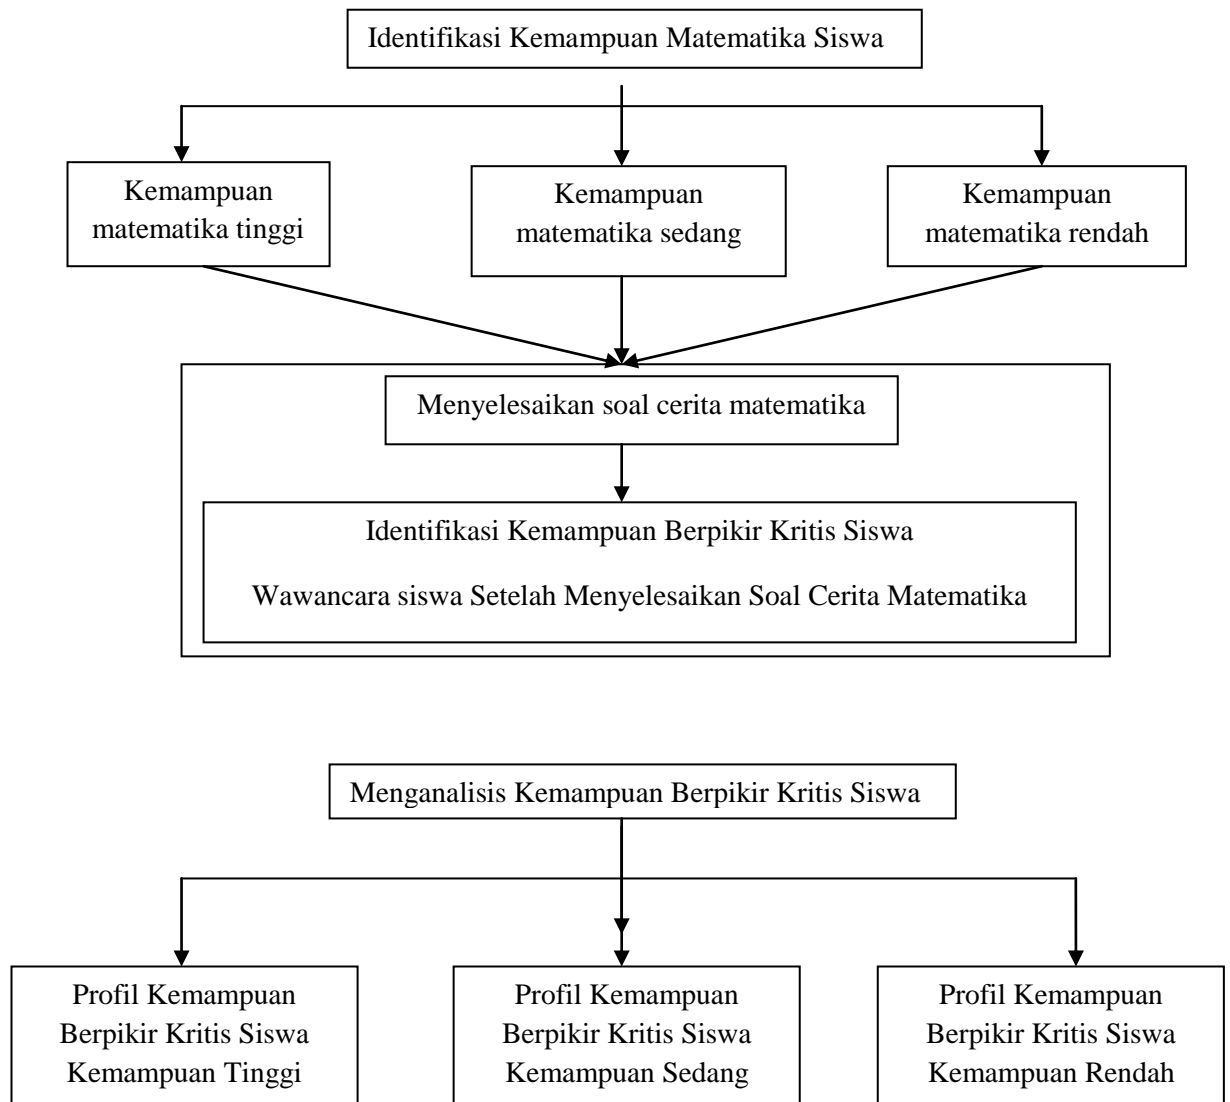 Identifikasi Kemampuan Matematika Siswa
Kemampuan
matematika tinggi
Kemampuan
matematika sedang
Kemampuan
matematika rendah
Menyelesaikan soal cerita matematika
Identifikasi Kemampuan Berpikir Kritis Siswa
Wawancara siswa Setelah Menyelesaikan Soal Cerita Matematika
Menganalisis Kemampuan Berpikir Kritis Siswa
Profil Kemampuan
Berpikir Kritis Siswa
Kemampuan Tinggi
Profil Kemampuan
Berpikir Kritis Siswa
Kemampuan Sedang
Profil Kemampuan
Berpikir Kritis Siswa
Kemampuan Rendah